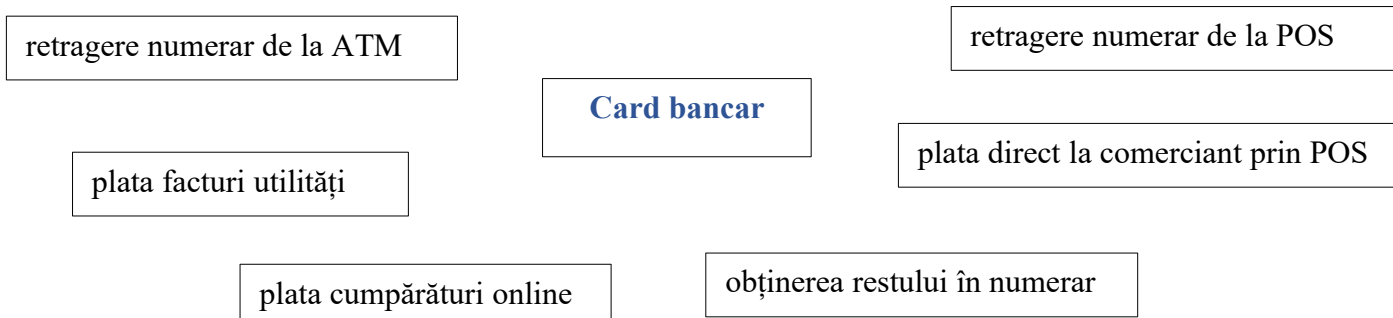 retragere numerar de la ATM
retragere numerar de la POS
Card bancar
plata direct la comerciant prin POS
plata facturi utilități
obținerea restului în numerar
plata cumpărături online